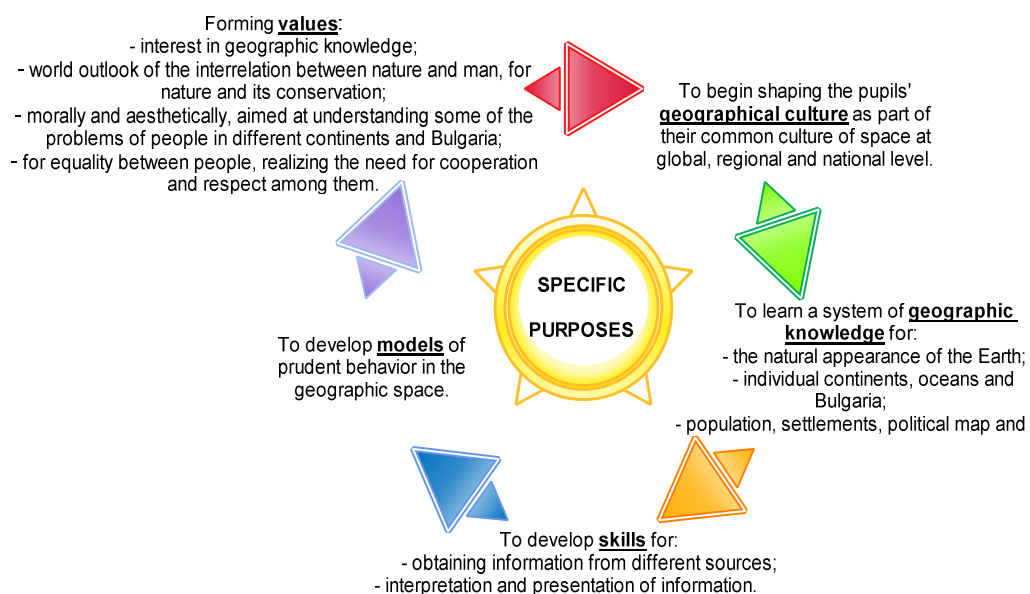 Forming values:
- interest in geographic knowledge;
- world outlook of the interrelation between nature and man, for
nature and its conservation;
- morally and aesthetically, aimed at understanding some of the
problems of people in different continents and Bulgaria;
- for equality between people, realizing the need for cooperation
and respect among them.
To begin shaping the pupils'
geographical culture as part of
their common culture of space at
global, regional and national level.
SPECIFIC
PURPOSES
To learn a system of geographic
knowledge for:
- the natural appearance of the Earth;
- individual continents, oceans and
Bulgaria;
- population, settlements, political map and
To develop models of
prudent behavior in the
geographic space.
To develop skills for:
- obtaining information from different sources;
- interpretation and presentation of information.